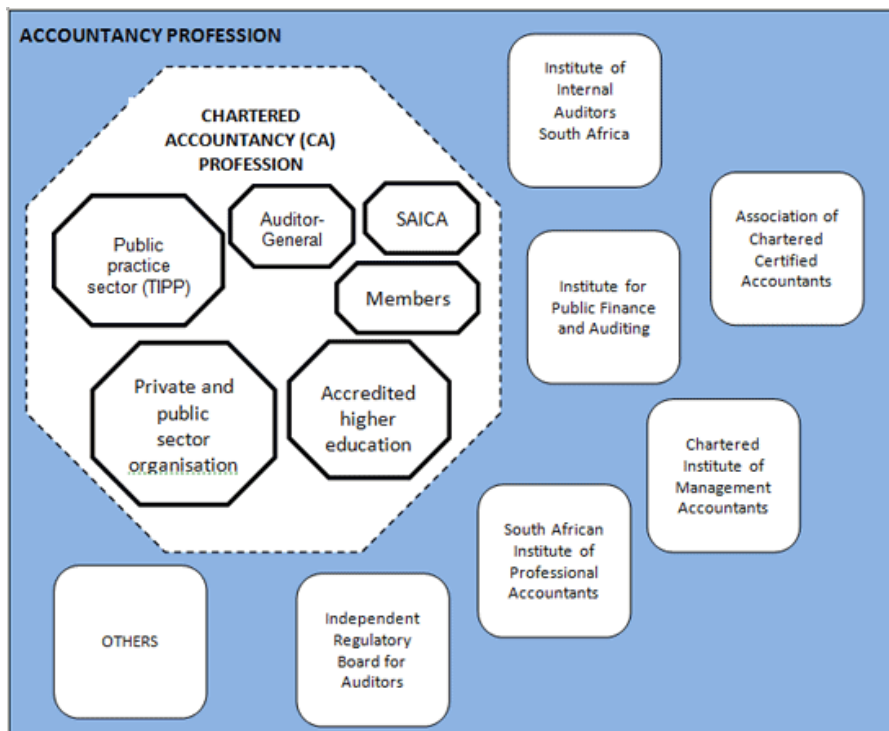 ACCOUNTANCY PROFESSION
CHARTERED
ACCOUNTANCY (CA)
PROFESSION
Public
practice
sector (TIPP)
Auditor-
General
SAICA
Members
Private and
public
sector
organisation
Accredited
higher
education
Institute of
Internal
Auditors
South Africa
Association of
Chartered
Certified
Accountants
Institute for
Public Finance
and Auditing
Chartered
Institute of
Management
Accountants
South African
Institute of
Professional
Accountants
Independent
Regulatory
Board for
Auditors
OTHERS